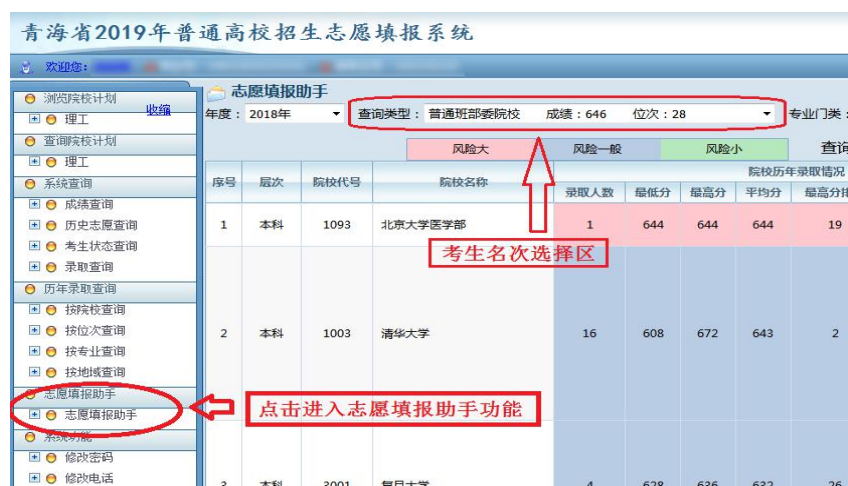 青海省2019年普通高校招生志愿填报系统
欢迎您:
浏览院校计划
收缩
理工
查询院校计划
理工
系统查询
成绩查询
历史志愿查询
考生状态查询
录取查询
历年录取查询
按院校查询
按位次查询
按专业查询
按地域查询
志愿填报助手
志愿填报助手
系统功能
修改密码
修改电话
志愿填报助手
年度： 2018年 查询类型： 普通班部委院校 成绩：646 位次：28 专业门类：
风险大 风险一般 风险小 查询
序号 层次 院校代号 院校名称 院校历年录取情况
录取人数 最低分 最高分 平均分 最高分排
1 本科 1093 北京大学医学部 1 644 644 644 19
考生名次选择区
2 本科 1003 清华大学 16 608 672 643 2
点击进入志愿填报助手功能
3 本科 3001 复旦大学 4 628 636 632 26